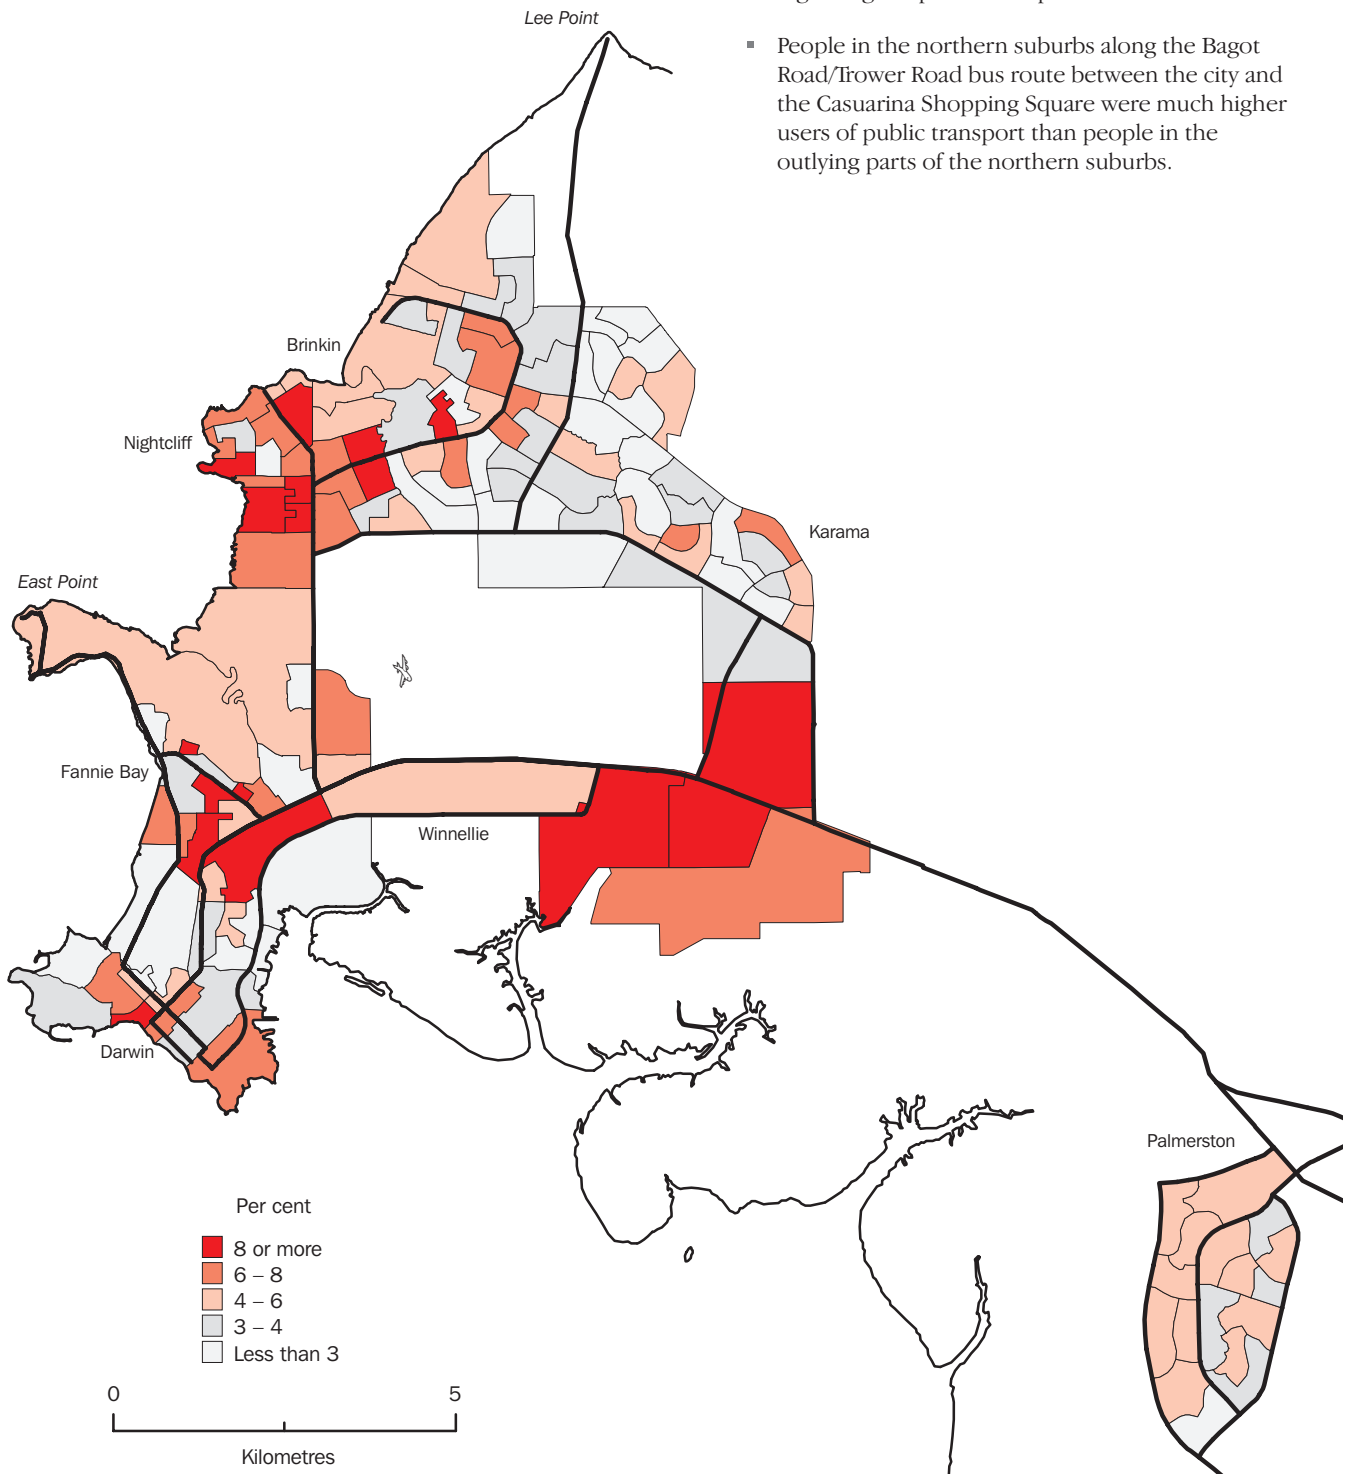 Lee Point
▪ People in the northern suburbs along the Bagot
Road/Trower Road bus route between the city and
the Casuarina Shopping Square were much higher
users of public transport than people in the
outlying parts of the northern suburbs.
Brinkin
Nightcliff
Karama
East Point
Fannie Bay
Winnellie
Darwin
Palmerston
Per cent
8 or more
6 – 8
4 – 6
3 – 4
Less than 3
0 5
Kilometres